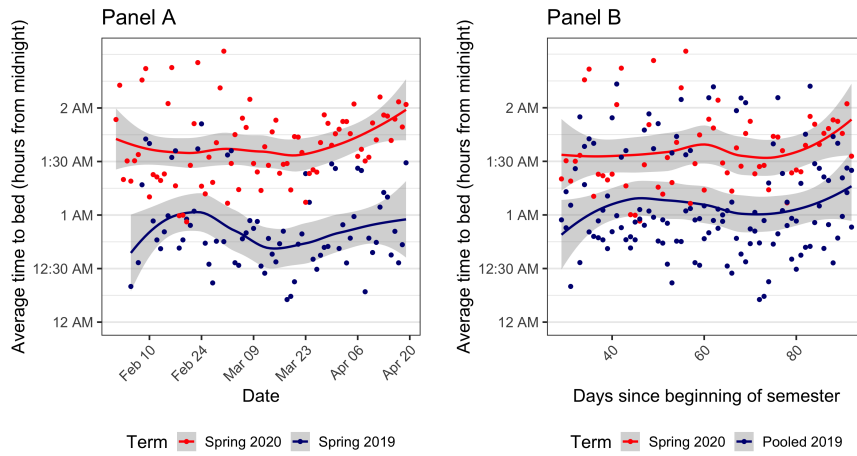 Panel A
Average time to bed (hours from midnight)
2 AM
1:30 AM
1 AM
12:30 AM
12 AM
Feb 10
Feb 24
Mar 09
Mar 23
Apr 06
Apr 20
Date
Term Spring 2020 Spring 2019
Panel B
Average time to bed (hours from midnight)
2 AM
1:30 AM
1 AM
12:30 AM
12 AM
40 60 80
Days since beginning of semester
Term Spring 2020 Pooled 2019